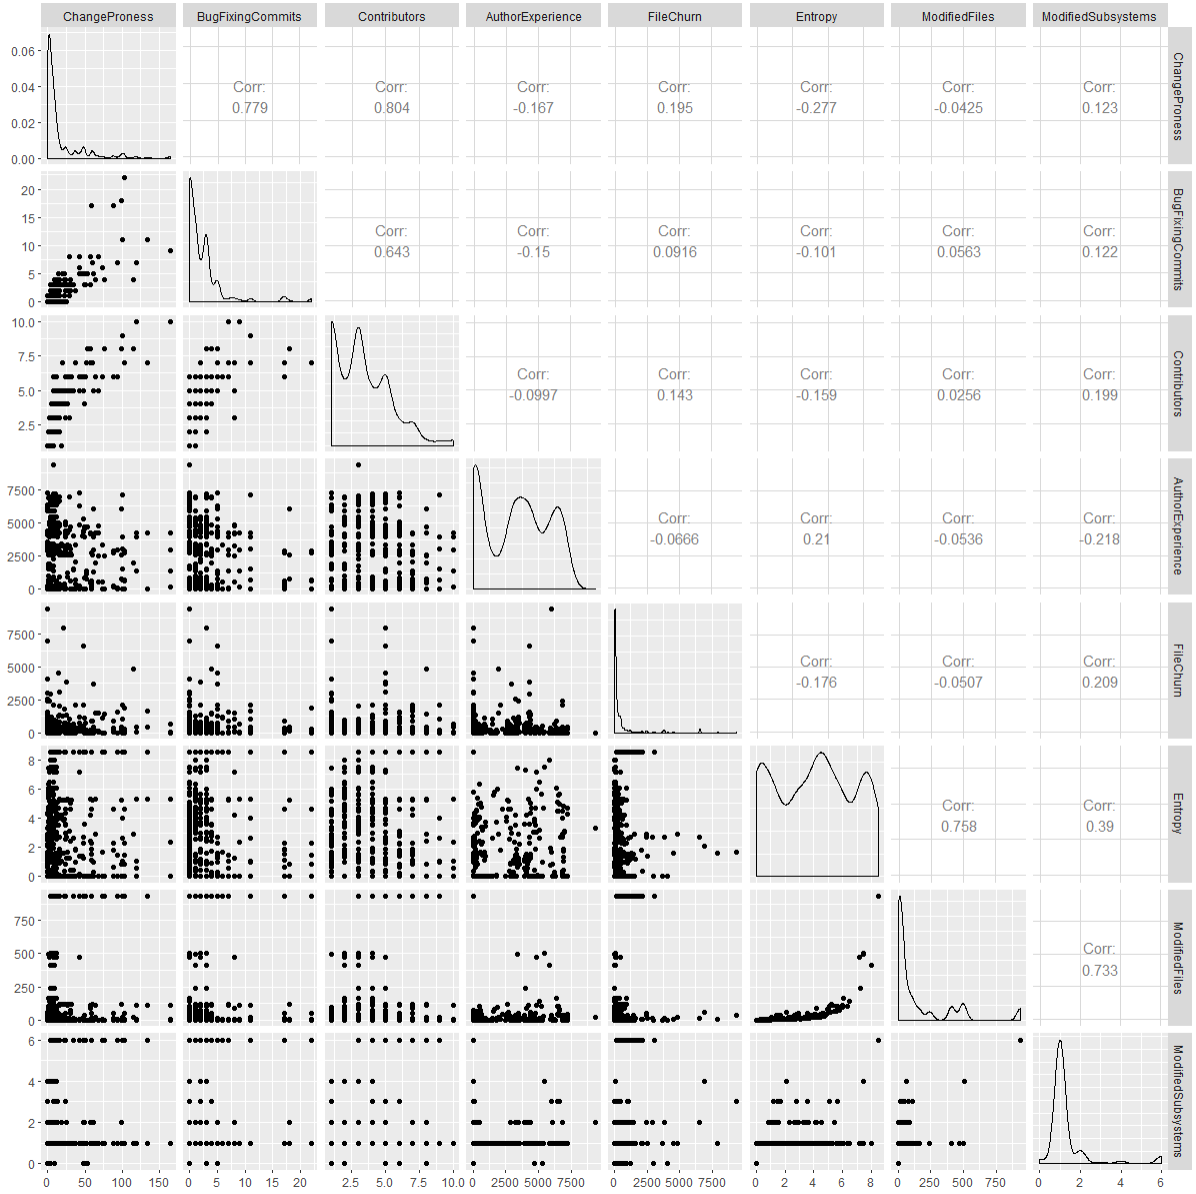 ChangeProness BugFixingCommits Contributors AuthorExperience FileChurn Entropy ModifiedFiles ModifiedSubsystems
0.06
0.04
0.02
0.00
Corr:
0.779
Corr:
0.804
Corr:
-0.167
Corr:
0.195
Corr:
-0.277
Corr:
-0.0425
Corr:
0.123
ChangeProness
20
15
10
5
0
Corr:
0.643
Corr:
-0.15
Corr:
0.0916
Corr:
-0.101
Corr:
0.0563
Corr:
0.122
BugFixingCommits
10.0
7.5
5.0
2.5
Corr:
-0.0997
Corr:
0.143
Corr:
-0.159
Corr:
0.0256
Corr:
0.199
Contributors
7500
5000
2500
0
Corr:
-0.0666
Corr:
0.21
Corr:
-0.0536
Corr:
-0.218
AuthorExperience
7500
5000
2500
0
Corr:
-0.176
Corr:
-0.0507
Corr:
0.209
FileChurn
8
6
4
2
0
Corr:
0.758
Corr:
0.39
Entropy
750
500
250
0
Corr:
0.733
ModifiedFiles
6
4
2
0
ModifiedSubsystems
0 50 100 150 0 5 10 15 20 2.5 5.0 7.5 10.0 0 2500 5000 7500 0 2500 5000 7500 0 2 4 6 8 0 250 500 750 0 2 4 6